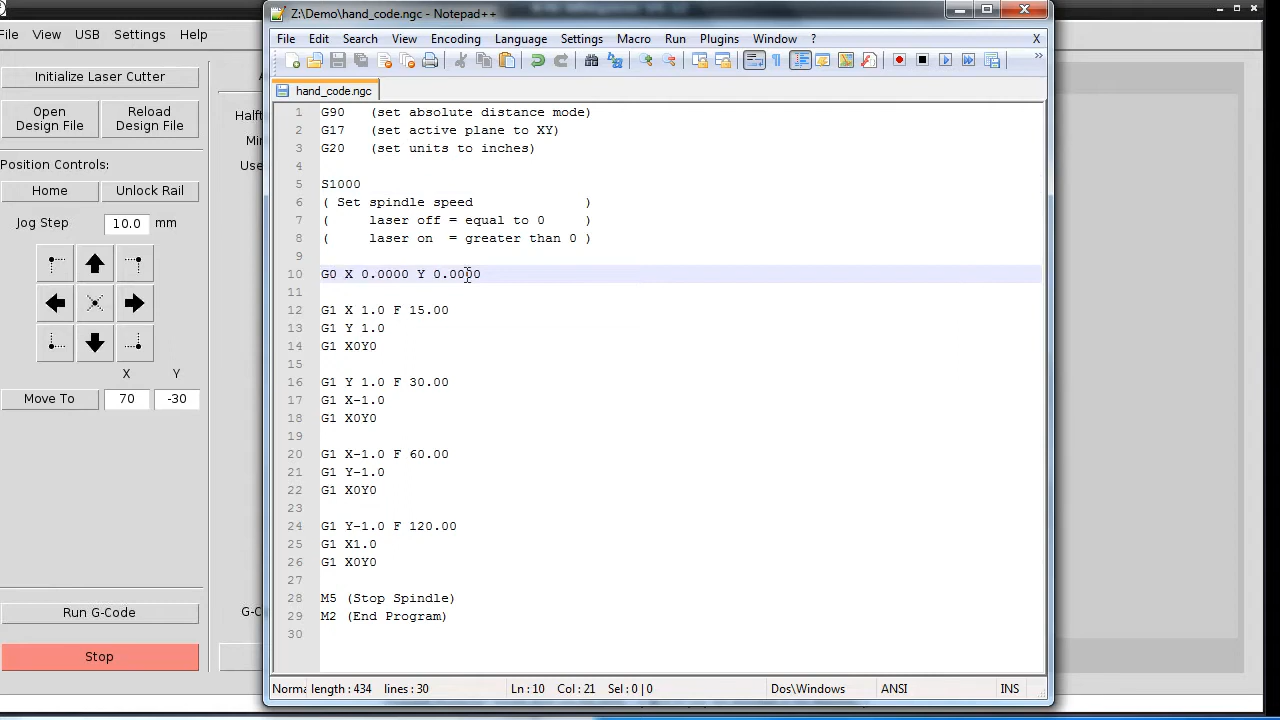 File View USB Settings Help
Initialize Laser Cutter
Open Design File
Reload Design File
Position Controls:
Home
Unlock Rail
Jog Step 10.0 mm
X Y
Move To 70 -30
Run G-Code
Stop
Halft
Min
Use
G-C
Z:\Demo\hand_code.ngc - Notepad++
File Edit Search View Encoding Language Settings Macro Run Plugins Window ? X
hand_code.ngc
1 G90 (set absolute distance mode)
2 G17 (set active plane to XY)
3 G20 (set units to inches)
4
5 S1000
6 ( Set spindle speed )
7 ( laser off = equal to 0 )
8 ( laser on = greater than 0 )
9
10 G0 X 0.0000 Y 0.0000
11
12 G1 X 1.0 F 15.00
13 G1 Y 1.0
14 G1 X0Y0
15
16 G1 Y 1.0 F 30.00
17 G1 X-1.0
18 G1 X0Y0
19
20 G1 X-1.0 F 60.00
21 G1 Y-1.0
22 G1 X0Y0
23
24 G1 Y-1.0 F 120.00
25 G1 X1.0
26 G1 X0Y0
27
28 M5 (Stop Spindle)
29 M2 (End Program)
30
Norma length : 434 lines : 30 Ln : 10 Col : 21 Sel : 0 | 0 Dos\Windows ANSI INS